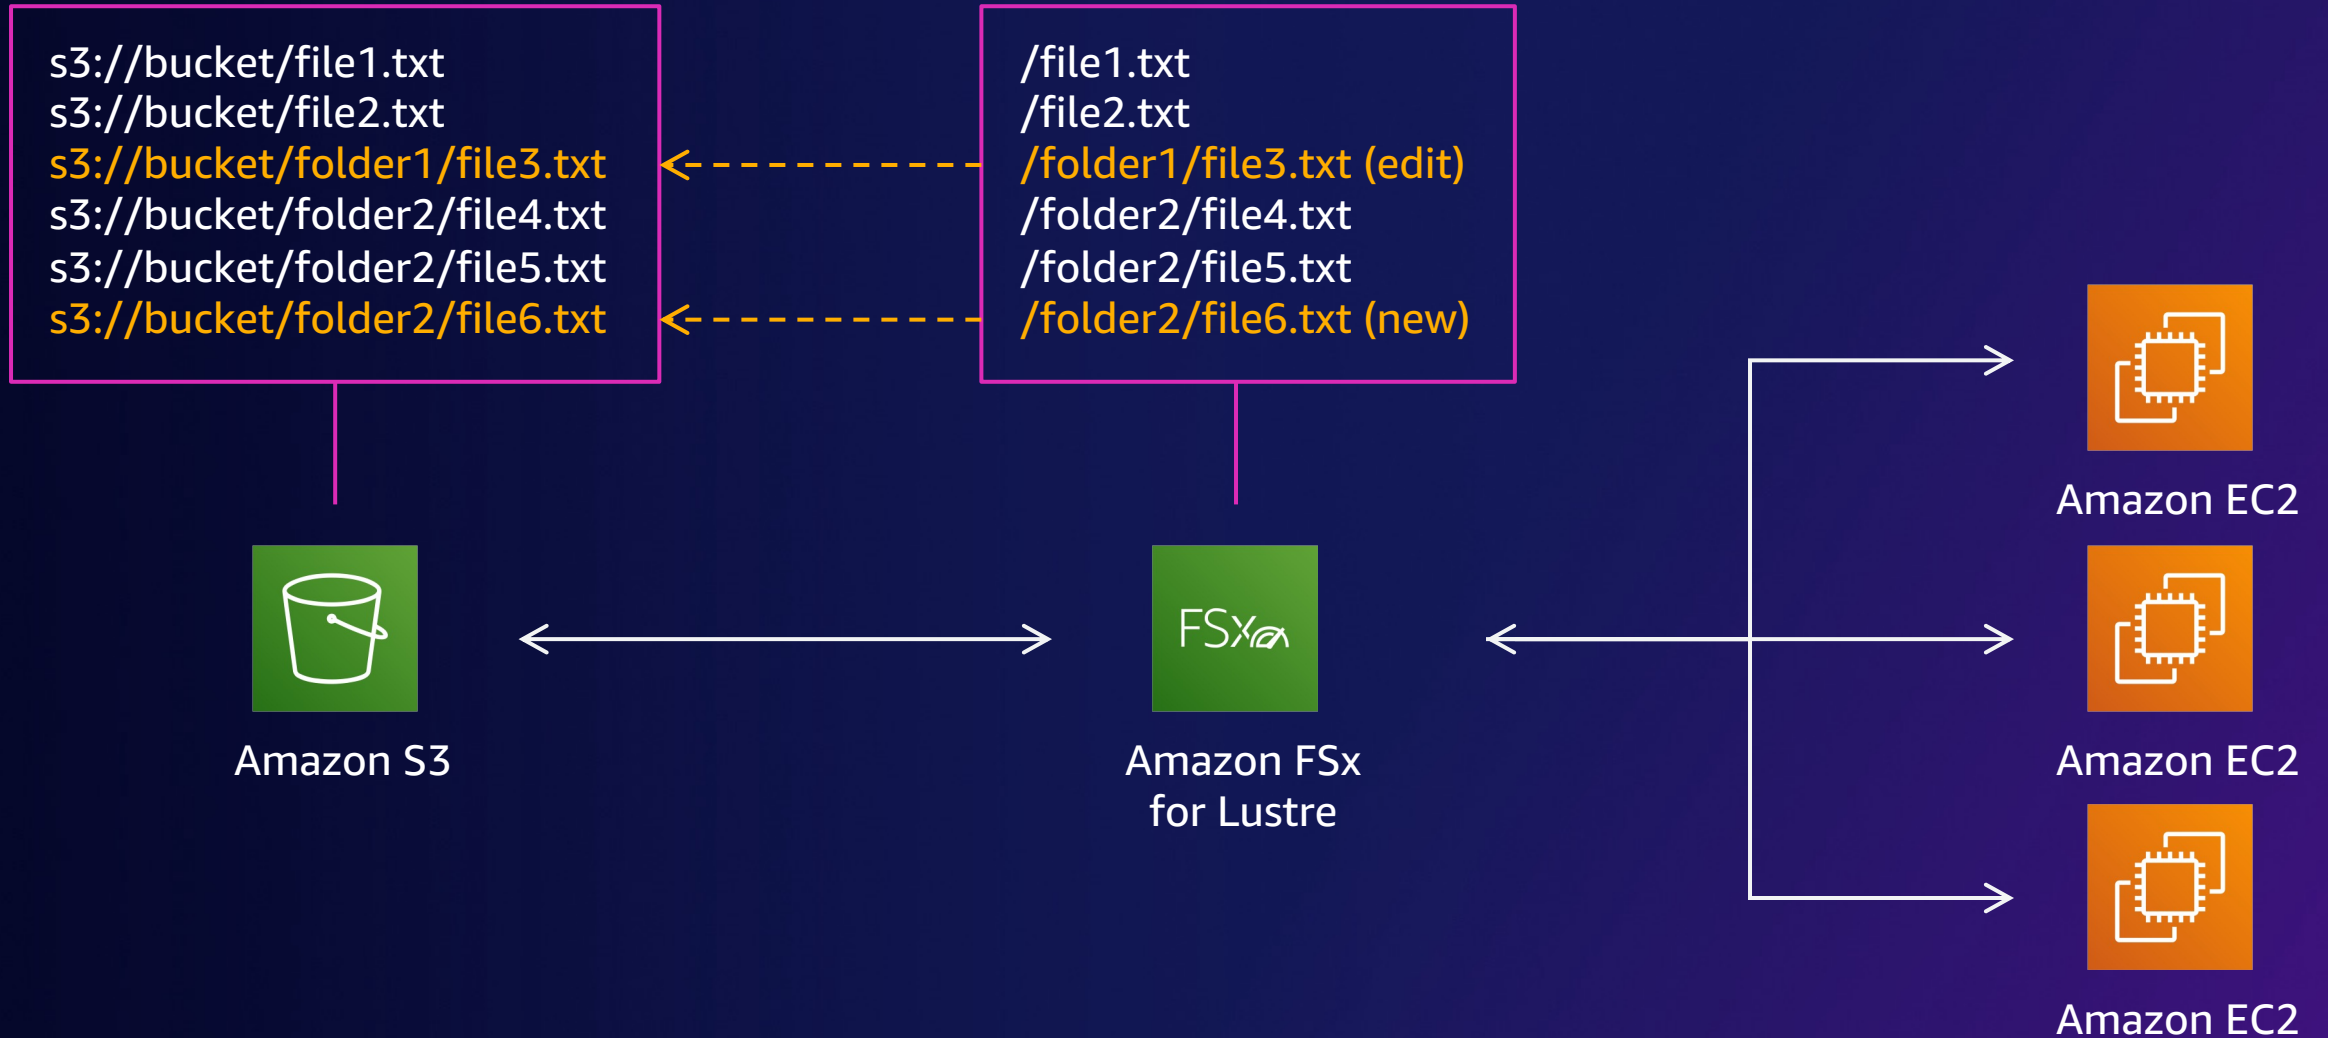 s3://bucket/file1.txt
s3://bucket/file2.txt
s3://bucket/folder1/file3.txt
s3://bucket/folder2/file4.txt
s3://bucket/folder2/file5.txt
s3://bucket/folder2/file6.txt
/file1.txt
/file2.txt
/folder1/file3.txt (edit)
/folder2/file4.txt
/folder2/file5.txt
/folder2/file6.txt (new)
Amazon S3
FSx
Amazon FSx
for Lustre
Amazon EC2
Amazon EC2
Amazon EC2